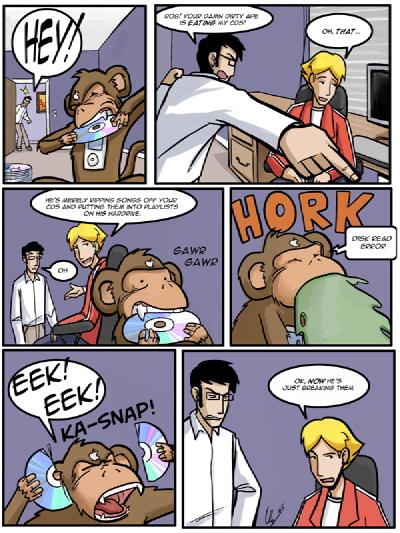 HEY!
ROB! YOUR DAMN DIRTY APE
IS EATING MY CDS!
OH, THAT...
HE'S MERELY RIPPING SONGS OFF YOUR
CDS AND PUTTING THEM INTO PLAYLISTS
ON HIS HARDRIVE.
OH
GAWR
GAWR
HORK
DISK READ
ERROR
EEK!
EEK!
KA-SNAP!
OK, NOW HE'S
JUST BREAKING THEM